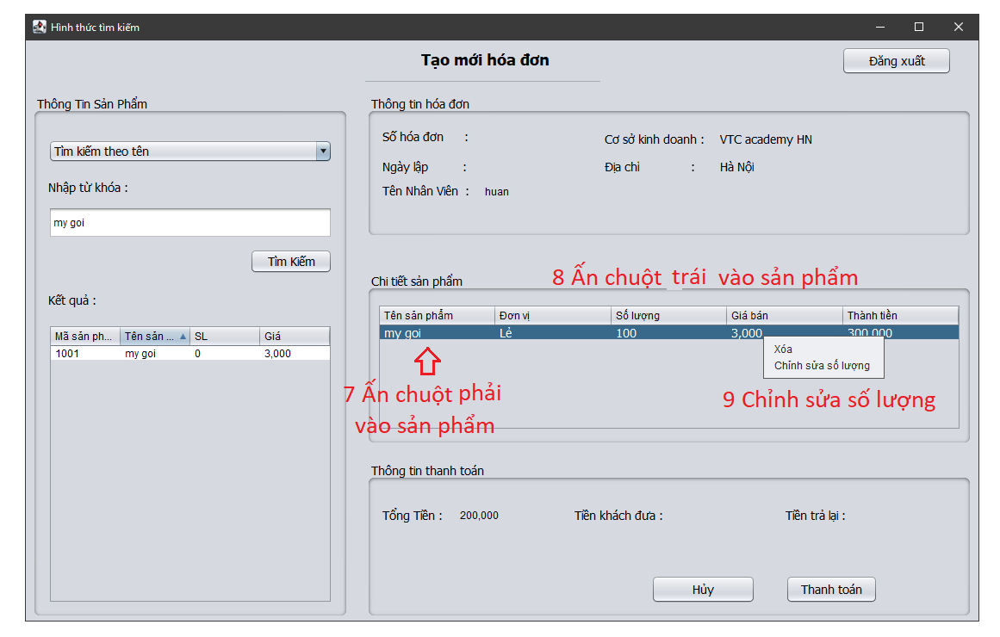 Hình thức tìm kiếm
Tạo mới hóa đơn
Đăng xuất
Thông Tin Sản Phẩm
Tìm kiếm theo tên
Nhập từ khóa :
my goi
Tìm Kiếm
Kết quả :
Mã sản ph... Tên sản ... SL Giá
1001 my goi 0 3,000
Thông tin hóa đơn
Số hóa đơn :
Cơ sở kinh doanh : VTC academy HN
Ngày lập :
Địa chỉ : Hà Nội
Tên Nhân Viên : huan
8 Ấn chuột trái vào sản phẩm
Chi tiết sản phẩm
Tên sản phẩm Đơn vị Số lượng Giá bán Thành tiền
my goi Lẻ 100 3,000 300,000
Xóa
Chỉnh sửa số lượng
7 Ấn chuột phải
vào sản phẩm
9 Chỉnh sửa số lượng
Thông tin thanh toán
Tổng Tiền : 200,000 Tiền khách đưa : Tiền trả lại :
Hủy
Thanh toán